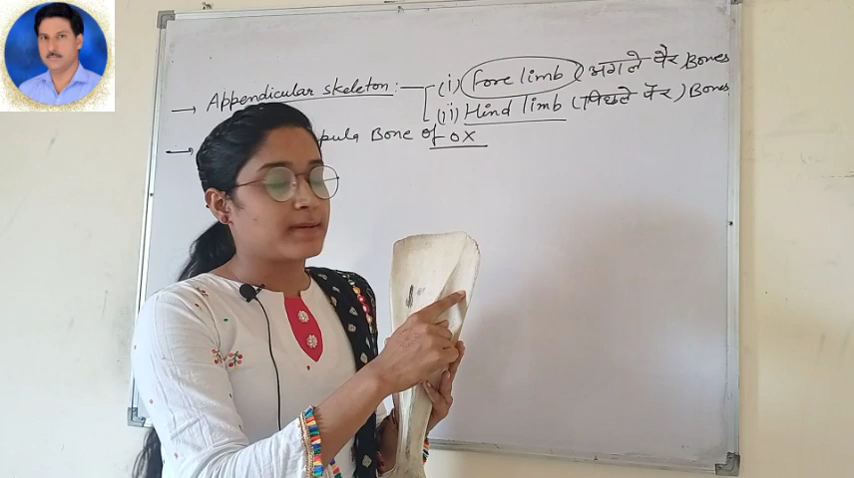 → Appendicular skeleton :— (i) Fore limb (अगले पैर) Bones
(ii) Hind limb (पिछले पैर) Bones
→ pula Bone of OX